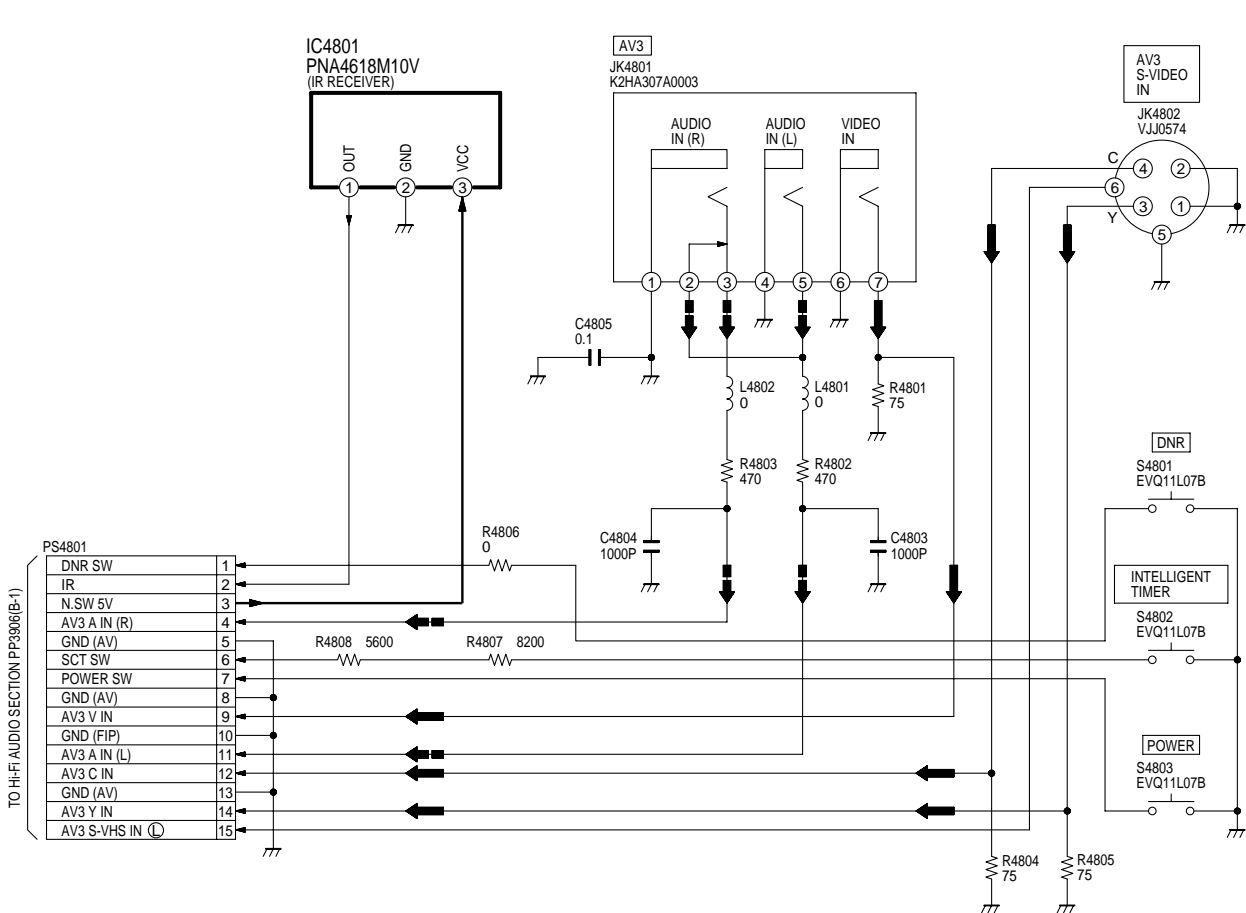 IC4801
PNA4618M10V
(IR RECEIVER)
OUT
GND
VCC
1
2
3
AV3
JK4801
K2HA307A0003
AUDIO
IN (R)
AUDIO
IN (L)
VIDEO
IN
1
2
3
4
5
6
7
AV3
S-VIDEO
IN
JK4802
VJJ0574
C
4
2
6
3
1
Y
5
C4805
0.1
L4802
0
L4801
0
R4801
75
R4803
470
R4802
470
C4804
1000P
C4803
1000P
DNR
S4801
EVQ11L07B
INTELLIGENT
TIMER
S4802
EVQ11L07B
POWER
S4803
EVQ11L07B
R4806
0
R4808 5600
R4807 8200
R4804
75
R4805
75
TO Hi-Fi AUDIO SECTION PP3906(B-1)
PS4801
DNR SW 1
IR 2
N.SW 5V 3
AV3 A IN (R) 4
GND (AV) 5
SCT SW 6
POWER SW 7
GND (AV) 8
AV3 V IN 9
GND (FIP) 10
AV3 A IN (L) 11
AV3 C IN 12
GND (AV) 13
AV3 Y IN 14
AV3 S-VHS IN Ⓛ 15